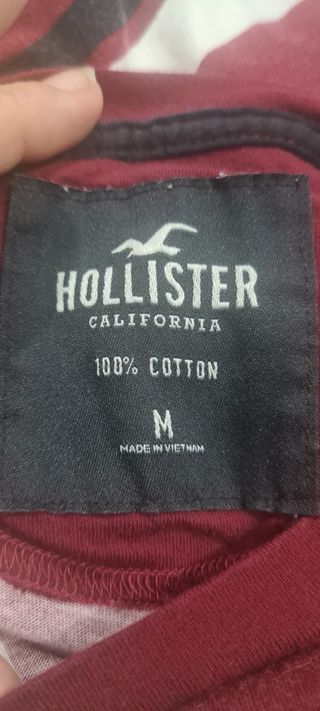 HOLLISTER
CALIFORNIA
100% COTTON
M
MADE IN VIETNAM